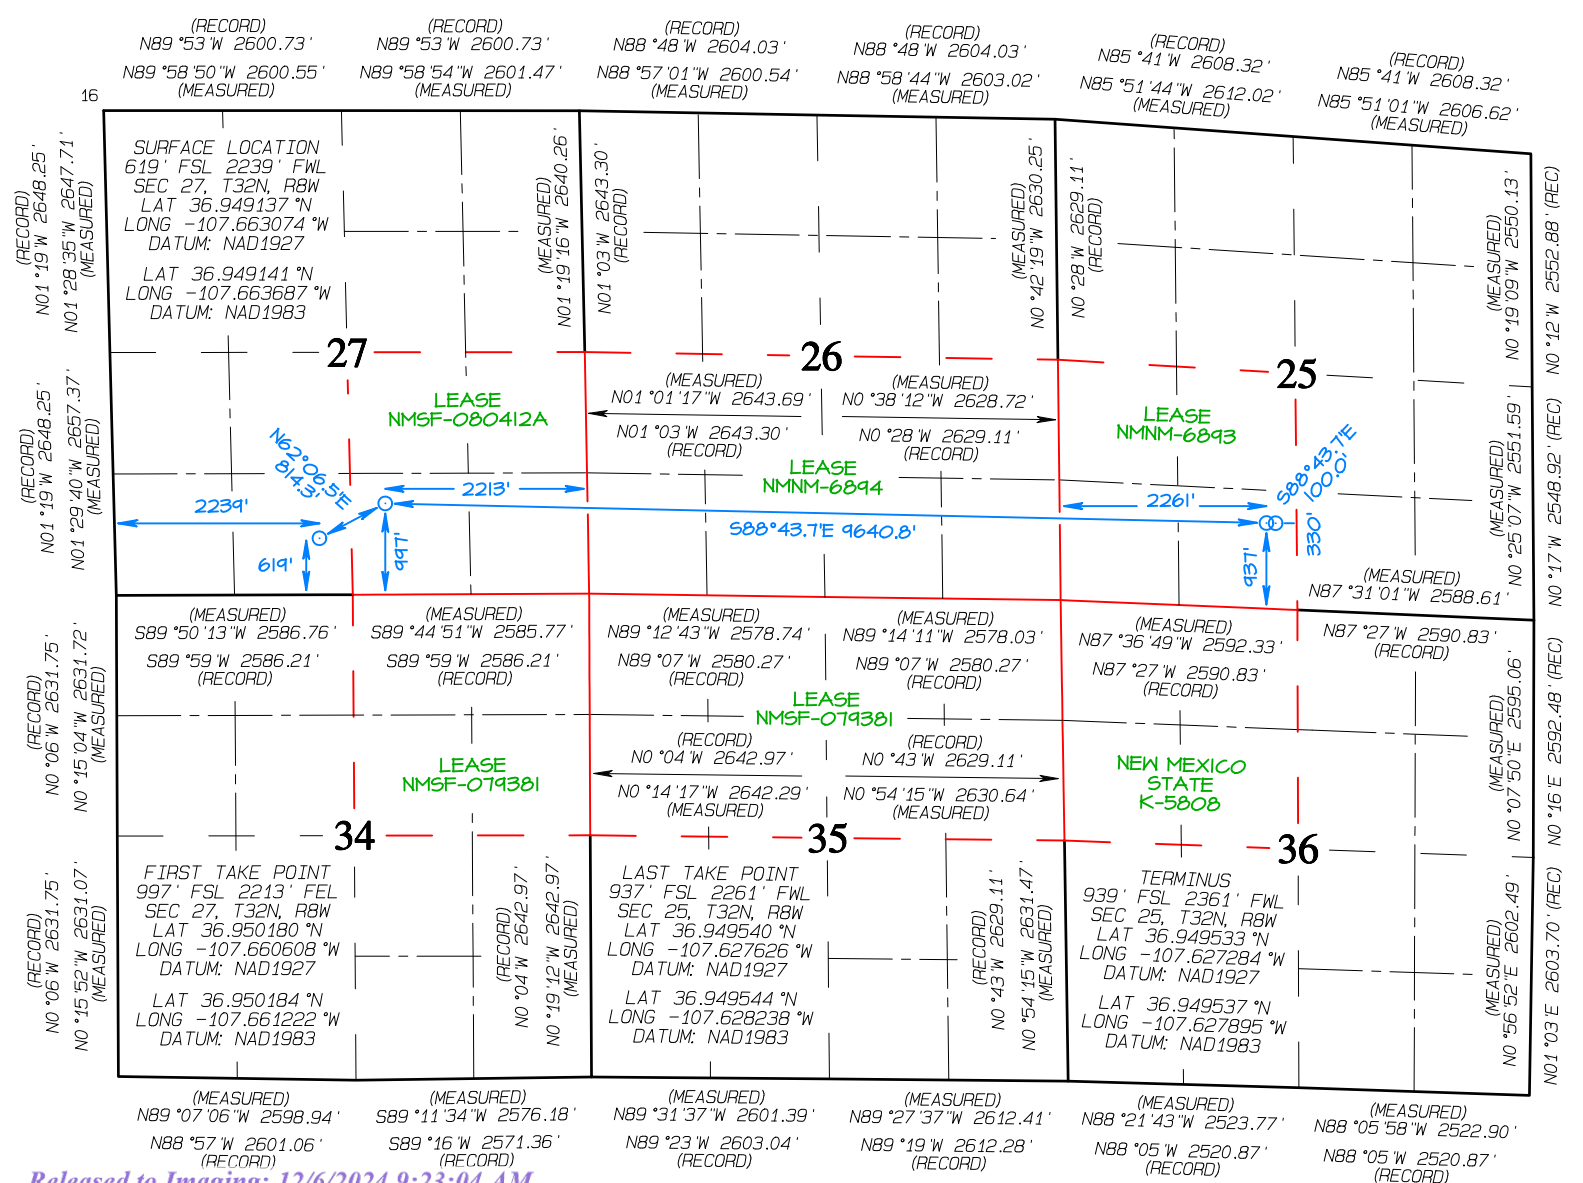 (RECORD)
N89°53'W 2600.73'
N89°58'50"W 2600.55'
(MEASURED)
(RECORD)
N89°53'W 2600.73'
N89°58'54"W 2601.47'
(MEASURED)
(RECORD)
N88°48'W 2604.03'
N88°57'01"W 2600.54'
(MEASURED)
(RECORD)
N88°48'W 2604.03'
N88°58'44"W 2603.02'
(MEASURED)
(RECORD)
N85°41'W 2608.32'
N85°51'44"W 2612.02'
(MEASURED)
(RECORD)
N85°41'W 2608.32'
N85°51'01"W 2606.62'
(MEASURED)
16
(RECORD)
N01°19'W 2648.25'
N01°28'35"W 2647.71'
(MEASURED)
SURFACE LOCATION
619' FSL 2239' FWL
SEC 27, T32N, R8W
LAT 36.949137 °N
LONG -107.663074 °W
DATUM: NAD1927
LAT 36.949141 °N
LONG -107.663687 °W
DATUM: NAD1983
(MEASURED)
N01°19'16"W 2640.26'
N01°03'W 2643.30'
(RECORD)
(MEASURED)
N0°42'19"W 2630.25'
N0°28'W 2629.11'
(RECORD)
(MEASURED)
N0°19'09"W 2550.13'
N0°12'W 2552.88' (REC)
27
26
25
(RECORD)
N01°19'W 2648.25'
N01°29'40"W 2657.37'
(MEASURED)
LEASE
NMSF-080412A
(MEASURED)
N01°01'17"W 2643.69'
N01°03'W 2643.30'
(RECORD)
(MEASURED)
N0°38'12"W 2628.72'
N0°28'W 2629.11'
(RECORD)
LEASE
NMNM-6893
LEASE
NMNM-6894
N62°06.5'E
814.3'
2239'
2213'
S88°43.7'E 9640.8'
2261'
S88°43.7'E
100.0'
619'
997'
937'
330'
(MEASURED)
N0°25'07"W 2551.59'
N0°17'W 2548.92' (REC)
(MEASURED)
N87°31'01"W 2588.61'
(MEASURED)
S89°50'13"W 2586.76'
S89°59'W 2586.21'
(RECORD)
(MEASURED)
S89°44'51"W 2585.77'
S89°59'W 2586.21'
(RECORD)
(MEASURED)
N89°12'43"W 2578.74'
N89°07'W 2580.27'
(RECORD)
(MEASURED)
N89°14'11"W 2578.03'
N89°07'W 2580.27'
(RECORD)
(MEASURED)
N87°36'49"W 2592.33'
N87°27'W 2590.83'
(RECORD)
N87°27'W 2590.83'
(RECORD)
(RECORD)
N0°06'W 2631.75'
N0°15'04"W 2631.72'
(MEASURED)
LEASE
NMSF-079381
LEASE
NMSF-079381
(RECORD)
N0°04'W 2642.97'
N0°14'17"W 2642.29'
(MEASURED)
(RECORD)
N0°43'W 2629.11'
N0°54'15"W 2630.64'
(MEASURED)
NEW MEXICO
STATE
K-5808
(MEASURED)
N0°07'50"E 2595.06'
N0°16'E 2592.48' (REC)
34
35
36
(RECORD)
N0°06'W 2631.75'
N0°15'52"W 2631.07'
(MEASURED)
FIRST TAKE POINT
997' FSL 2213' FEL
SEC 27, T32N, R8W
LAT 36.950180 °N
LONG -107.660608 °W
DATUM: NAD1927
LAT 36.950184 °N
LONG -107.661222 °W
DATUM: NAD1983
(RECORD)
N0°04'W 2642.97'
N0°19'12"W 2642.97'
(MEASURED)
LAST TAKE POINT
937' FSL 2261' FWL
SEC 25, T32N, R8W
LAT 36.949540 °N
LONG -107.627626 °W
DATUM: NAD1927
LAT 36.949544 °N
LONG -107.628238 °W
DATUM: NAD1983
(RECORD)
N0°43'W 2629.11'
N0°54'15"W 2631.47'
(MEASURED)
TERMINUS
939' FSL 2361' FWL
SEC 25, T32N, R8W
LAT 36.949533 °N
LONG -107.627284 °W
DATUM: NAD1927
LAT 36.949537 °N
LONG -107.627895 °W
DATUM: NAD1983
(MEASURED)
N0°56'52"E 2602.49'
N01°03'E 2603.70' (REC)
(MEASURED)
N89°07'06"W 2598.94'
N88°57'W 2601.06'
(RECORD)
(MEASURED)
S89°11'34"W 2576.18'
S89°16'W 2571.36'
(RECORD)
(MEASURED)
N89°31'37"W 2601.39'
N89°23'W 2603.04'
(RECORD)
(MEASURED)
N89°27'37"W 2612.41'
N89°19'W 2612.28'
(RECORD)
(MEASURED)
N88°21'43"W 2523.77'
N88°05'W 2520.87'
(RECORD)
(MEASURED)
N88°05'58"W 2522.90'
N88°05'W 2520.87'
(RECORD)
Released to Imaging: 12/6/2024 9:23:04 AM